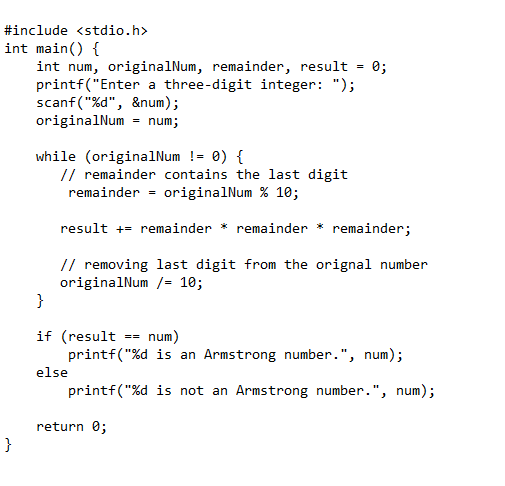 #include <stdio.h>
int main() {
    int num, originalNum, remainder, result = 0;
    printf("Enter a three-digit integer: ");
    scanf("%d", &num);
    originalNum = num;

    while (originalNum != 0) {
       // remainder contains the last digit
        remainder = originalNum % 10;

       result += remainder * remainder * remainder;

       // removing last digit from the orignal number
       originalNum /= 10;
    }

    if (result == num)
        printf("%d is an Armstrong number.", num);
    else
        printf("%d is not an Armstrong number.", num);

    return 0;
}